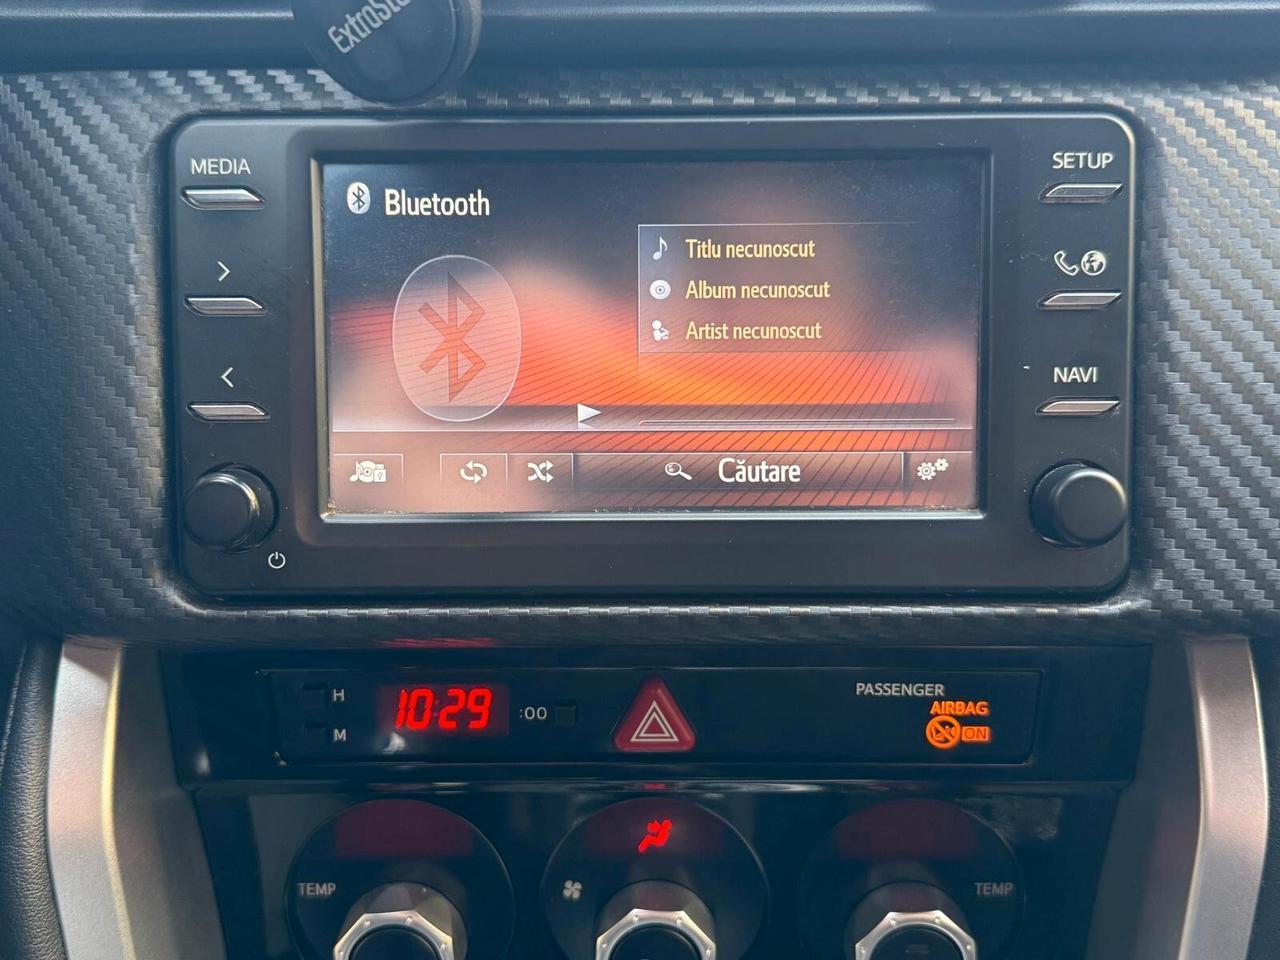 MEDIA
SETUP
Bluetooth
Titlu necunoscut
Album necunoscut
Artist necunoscut
NAVI
Căutare
H
10:29
:00
M
PASSENGER
AIRBAG
ON
TEMP
TEMP